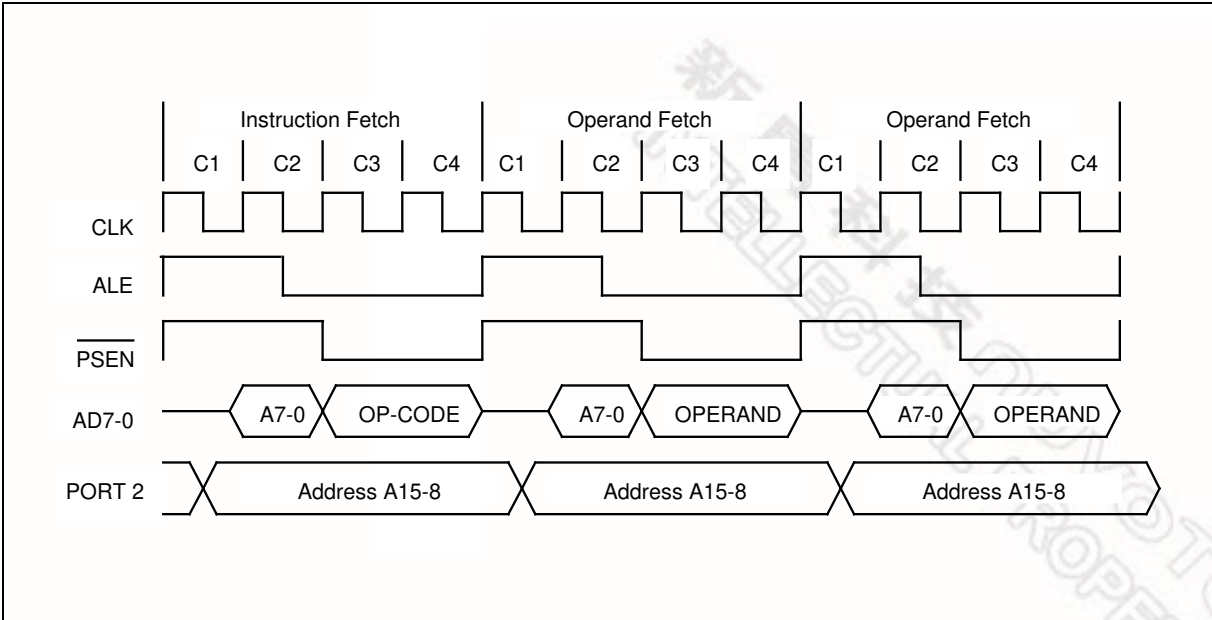 Instruction Fetch Operand Fetch Operand Fetch
C1 C2 C3 C4 C1 C2 C3 C4 C1 C2 C3 C4
CLK
ALE
PSEN
AD7-0 A7-0 OP-CODE A7-0 OPERAND A7-0 OPERAND
PORT 2 Address A15-8 Address A15-8 Address A15-8